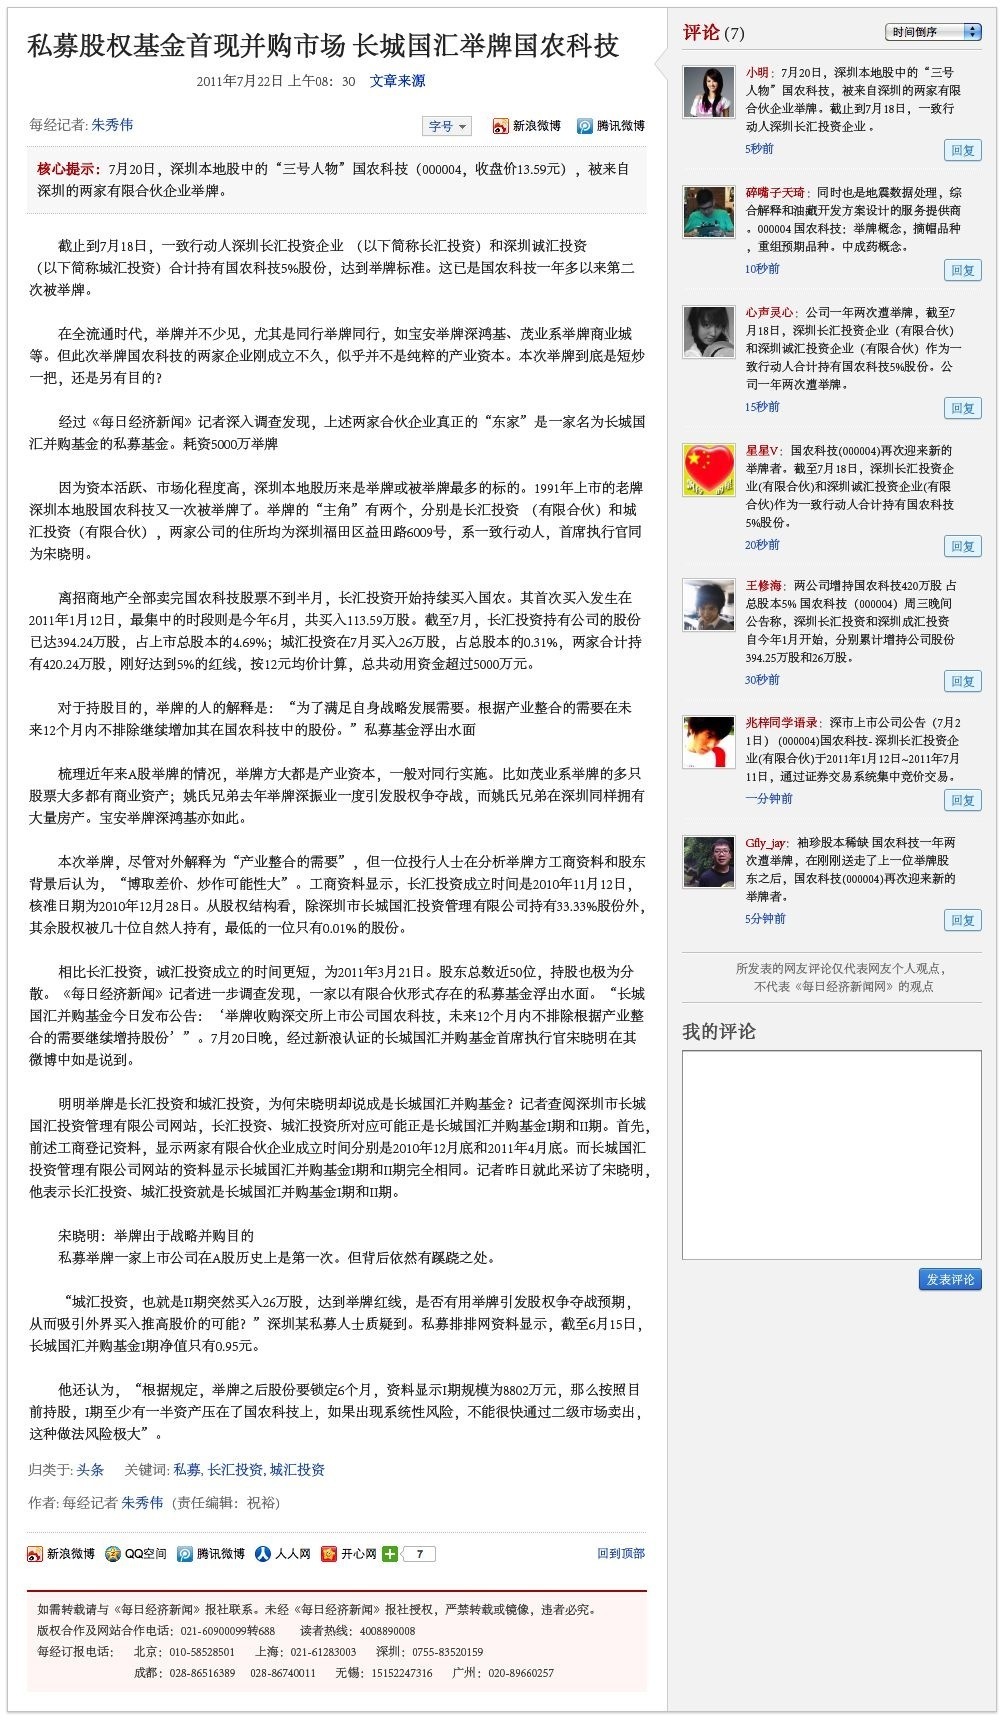 私募股权基金首现并购市场 长城国汇举牌国农科技
2011年7月22日 上午08：30 文章来源
每经记者: 朱秀伟 字号 新浪微博 腾讯微博
核心提示：7月20日，深圳本地股中的“三号人物”国农科技（000004，收盘价13.59元），被来自
深圳的两家有限合伙企业举牌。
截止到7月18日，一致行动人深圳长汇投资企业 （以下简称长汇投资）和深圳诚汇投资
（以下简称城汇投资）合计持有国农科技5%股份，达到举牌标准。这已是国农科技一年多以来第二
次被举牌。
在全流通时代，举牌并不少见，尤其是同行举牌同行，如宝安举牌深鸿基、茂业系举牌商业城
等。但此次举牌国农科技的两家企业刚成立不久，似乎并不是纯粹的产业资本。本次举牌到底是短炒
一把，还是另有目的？
经过《每日经济新闻》记者深入调查发现，上述两家合伙企业真正的“东家”是一家名为长城国
汇并购基金的私募基金。耗资5000万举牌
因为资本活跃、市场化程度高，深圳本地股历来是举牌或被举牌最多的标的。1991年上市的老牌
深圳本地股国农科技又一次被举牌了。举牌的“主角”有两个，分别是长汇投资 （有限合伙）和城
汇投资（有限合伙），两家公司的住所均为深圳福田区益田路6009号，系一致行动人，首席执行官同
为宋晓明。
离招商地产全部卖完国农科技股票不到半月，长汇投资开始持续买入国农。其首次买入发生在
2011年1月12日，最集中的时段则是今年6月，共买入113.59万股。截至7月，长汇投资持有公司的股份
已达394.24万股，占上市总股本的4.69%；城汇投资在7月买入26万股，占总股本的0.31%，两家合计持
有420.24万股，刚好达到5%的红线，按12元均价计算，总共动用资金超过5000万元。
对于持股目的，举牌的人的解释是：“为了满足自身战略发展需要。根据产业整合的需要在未
来12个月内不排除继续增加其在国农科技中的股份。”私募基金浮出水面
梳理近年来A股举牌的情况，举牌方大都是产业资本，一般对同行实施。比如茂业系举牌的多只
股票大多都有商业资产；姚氏兄弟去年举牌深振业一度引发股权争夺战，而姚氏兄弟在深圳同样拥有
大量房产。宝安举牌深鸿基亦如此。
本次举牌，尽管对外解释为“产业整合的需要”，但一位投行人士在分析举牌方工商资料和股东
背景后认为，“博取差价、炒作可能性大”。工商资料显示，长汇投资成立时间是2010年11月12日，
核准日期为2010年12月28日。从股权结构看，除深圳市长城国汇投资管理有限公司持有33.33%股份外，
其余股权被几十位自然人持有，最低的一位只有0.01%的股份。
相比长汇投资，诚汇投资成立的时间更短，为2011年3月21日。股东总数近50位，持股也极为分
散。《每日经济新闻》记者进一步调查发现，一家以有限合伙形式存在的私募基金浮出水面。“长城
国汇并购基金今日发布公告：‘举牌收购深交所上市公司国农科技，未来12个月内不排除根据产业整
合的需要继续增持股份’”。7月20日晚，经过新浪认证的长城国汇并购基金首席执行官宋晓明在其
微博中如是说到。
明明举牌是长汇投资和城汇投资，为何宋晓明却说成是长城国汇并购基金？记者查阅深圳市长城
国汇投资管理有限公司网站，长汇投资、城汇投资所对应可能正是长城国汇并购基金I期和II期。首先，
前述工商登记资料，显示两家有限合伙企业成立时间分别是2010年12月底和2011年4月底。而长城国汇
投资管理有限公司网站的资料显示长城国汇并购基金I期和II期完全相同。记者昨日就此采访了宋晓明，
他表示长汇投资、城汇投资就是长城国汇并购基金I期和II期。
宋晓明：举牌出于战略并购目的
私募举牌一家上市公司在A股历史上是第一次。但背后依然有蹊跷之处。
“城汇投资，也就是II期突然买入26万股，达到举牌红线，是否有用举牌引发股权争夺战预期，
从而吸引外界买入推高股价的可能？”深圳某私募人士质疑到。私募排排网资料显示，截至6月15日，
长城国汇并购基金I期净值只有0.95元。
他还认为，“根据规定，举牌之后股份要锁定6个月，资料显示I期规模为8802万元，那么按照目
前持股，I期至少有一半资产压在了国农科技上，如果出现系统性风险，不能很快通过二级市场卖出，
这种做法风险极大”。
归类于: 头条 关键词: 私募, 长汇投资, 城汇投资
作者: 每经记者 朱秀伟 (责任编辑：祝裕)
新浪微博 QQ空间 腾讯微博 人人网 开心网 7 回到顶部
如需转载请与《每日经济新闻》报社联系。未经《每日经济新闻》报社授权，严禁转载或镜像，违者必究。
版权合作及网站合作电话：021-60900099转688 读者热线：4008890008
每经订报电话： 北京：010-58528501 上海：021-61283003 深圳：0755-83520159
成都：028-86516389 028-86740011 无锡：15152247316 广州：020-89660257
评论 (7) 时间倒序
小明：7月20日，深圳本地股中的“三号
人物”国农科技，被来自深圳的两家有限
合伙企业举牌。截止到7月18日，一致行
动人深圳长汇投资企业 。
5秒前 回复
碎嘴子天琦：同时也是地震数据处理，综
合解释和油藏开发方案设计的服务提供商
。000004 国农科技：举牌概念，摘帽品种
，重组预期品种。中成药概念。
10秒前 回复
心声灵心：公司一年两次遭举牌，截至7
月18日，深圳长汇投资企业（有限合伙）
和深圳诚汇投资企业（有限合伙）作为一
致行动人合计持有国农科技5%股份。公
司一年两次遭举牌。
15秒前 回复
星星V：国农科技(000004)再次迎来新的
举牌者。截至7月18日，深圳长汇投资企
业(有限合伙)和深圳诚汇投资企业(有限
合伙)作为一致行动人合计持有国农科技
5%股份。
20秒前 回复
王修海：两公司增持国农科技420万股 占
总股本5% 国农科技（000004）周三晚间
公告称，深圳长汇投资和深圳成汇投资
自今年1月开始，分别累计增持公司股份
394.25万股和26万股。
30秒前 回复
兆梓同学语录：深市上市公司公告（7月2
1日） (000004)国农科技- 深圳长汇投资企
业(有限合伙)于2011年1月12日~2011年7月
11日，通过证券交易系统集中竞价交易。
一分钟前 回复
Gfly_jay：袖珍股本稀缺 国农科技一年两
次遭举牌，在刚刚送走了上一位举牌股
东之后，国农科技(000004)再次迎来新的
举牌者。
5分钟前 回复
所发表的网友评论仅代表网友个人观点，
不代表《每日经济新闻网》的观点
我的评论
发表评论